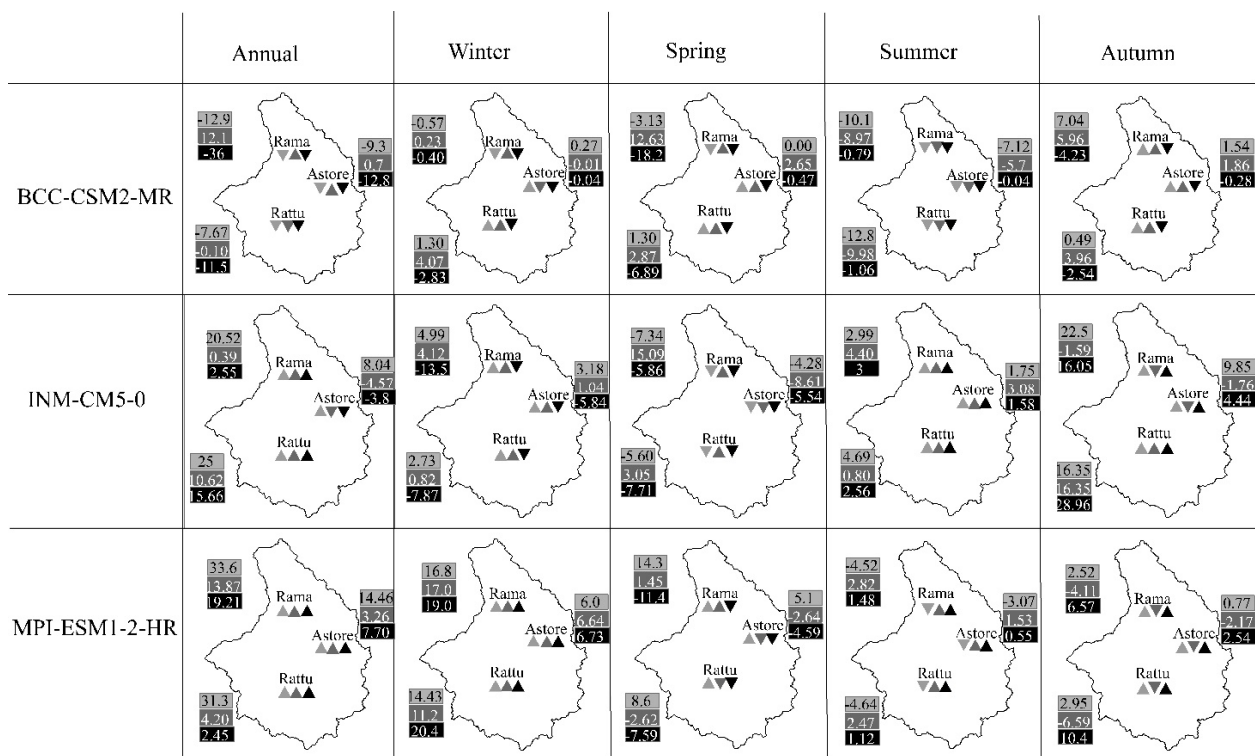 Annual Winter Spring Summer Autumn
BCC-CSM2-MR
-12.9
12.1
-36
Rama
-9.3
0.7
-12.8
Astore
-7.67
-0.10
-11.5
Rattu
-0.57
0.23
-0.40
Rama
0.27
-0.01
-0.04
Astore
1.30
4.07
-2.83
Rattu
-3.13
12.63
-18.2
Rama
0.00
2.65
-0.47
Astore
1.30
2.87
-6.89
Rattu
-10.1
-8.97
-0.79
Rama
-7.12
-5.7
-0.04
Astore
-12.8
-9.98
-1.06
Rattu
7.04
5.96
-4.23
Rama
1.54
1.86
-0.28
Astore
0.49
3.96
-2.54
Rattu
INM-CM5-0
20.52
0.39
2.55
Rama
8.04
-4.57
-3.8
Astore
25
10.62
15.66
Rattu
4.99
4.12
-13.5
Rama
3.18
1.04
-5.84
Astore
2.73
0.82
-7.87
Rattu
-7.34
15.09
-5.86
Rama
-4.28
-8.61
-5.54
Astore
-5.60
3.05
-7.71
Rattu
2.99
4.40
3
Rama
1.75
3.08
1.58
Astore
4.69
0.80
2.56
Rattu
22.5
-1.59
16.05
Rama
9.85
-1.76
4.44
Astore
16.35
16.35
28.96
Rattu
MPI-ESM1-2-HR
33.6
13.87
19.21
Rama
14.46
3.26
7.70
Astore
31.3
4.20
2.45
Rattu
16.8
17.0
19.0
Rama
6.0
6.64
6.73
Astore
14.43
11.2
20.4
Rattu
14.3
1.45
-11.4
Rama
5.1
-2.64
-4.59
Astore
8.6
-2.62
-7.59
Rattu
-4.52
2.82
1.48
Rama
-3.07
1.53
0.55
Astore
-4.64
2.47
1.12
Rattu
2.52
-4.11
6.57
Rama
0.77
-2.17
2.54
Astore
2.95
-6.59
10.4
Rattu